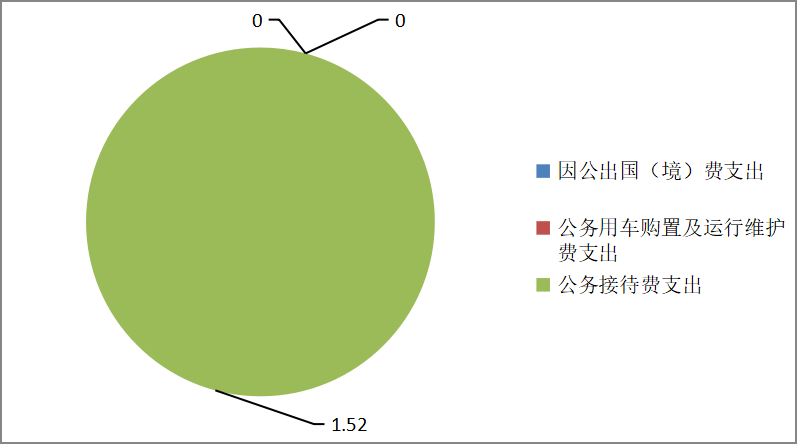 0
0
因公出国（境）费支出
公务用车购置及运行维护
费支出
公务接待费支出
1.52